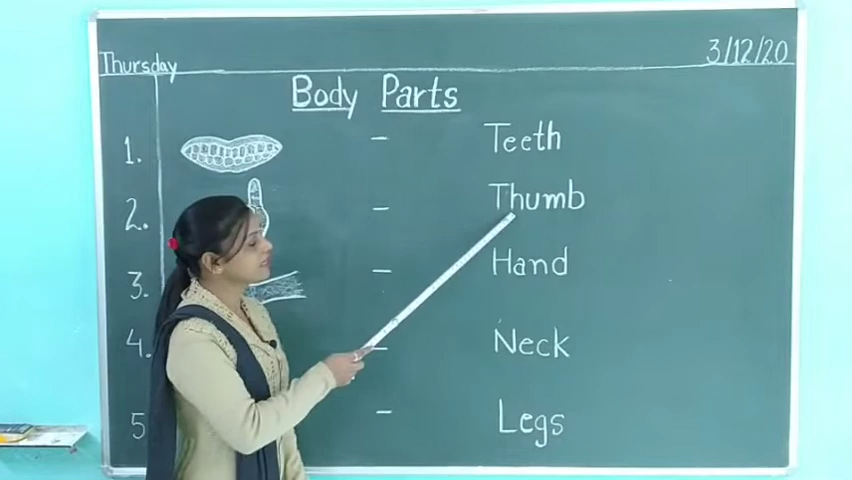 Thursday 3/12/20
Body Parts
1. - Teeth
2. - Thumb
3. - Hand
4. - Neck
5 - Legs